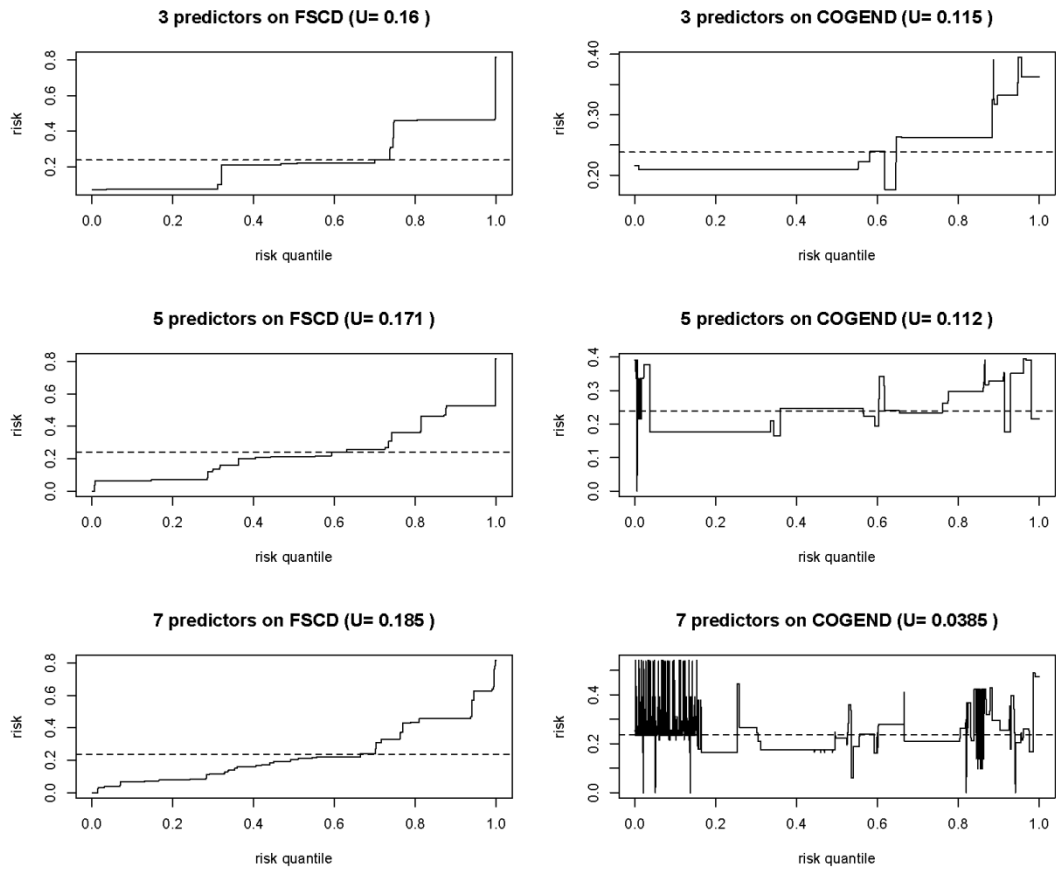 3 predictors on FSCD (U= 0.16 )
risk
0.2 0.4 0.6 0.8
0.0 0.2 0.4 0.6 0.8 1.0
risk quantile
3 predictors on COGEND (U= 0.115 )
risk
0.20 0.30 0.40
0.0 0.2 0.4 0.6 0.8 1.0
risk quantile
5 predictors on FSCD (U= 0.171 )
risk
0.0 0.2 0.4 0.6 0.8
0.0 0.2 0.4 0.6 0.8 1.0
risk quantile
5 predictors on COGEND (U= 0.112 )
risk
0.0 0.1 0.2 0.3 0.4
0.0 0.2 0.4 0.6 0.8 1.0
risk quantile
7 predictors on FSCD (U= 0.185 )
risk
0.0 0.2 0.4 0.6 0.8
0.0 0.2 0.4 0.6 0.8 1.0
risk quantile
7 predictors on COGEND (U= 0.0385 )
risk
0.0 0.2 0.4
0.0 0.2 0.4 0.6 0.8 1.0
risk quantile